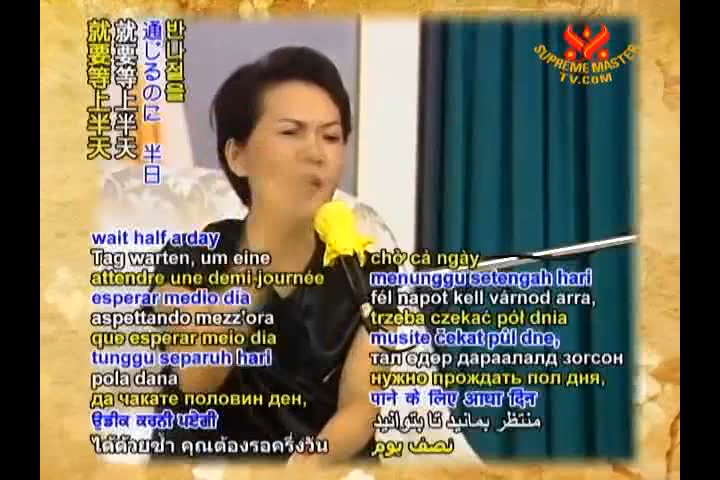 반나절을
通じるのに 半日
就要等上半天
就要等上半天
SUPREME MASTER
TV.COM
wait half a day
Tag warten, um eine
attendre une demi-journée
esperar medio dia
aspettando mezz'ora
que esperar meio dia
tunggu separuh hari
pola dana
да чакате половин ден,
ਉਡੀਕ ਕਰਨੀ ਪਏਗੀ
ได้ด้วยซ้ำ คุณต้องรอครึ่งวัน
chờ cả ngày
menunggu setengah hari
fél napot kell várnod arra,
trzeba czekać pół dnia
musíte čekat půl dne,
тал өдөр дараалалд зогсон
нужно прождать пол дня,
पाने के लिए आधा दिन
منتظر بمانید تا بتوانید
نصف يوم